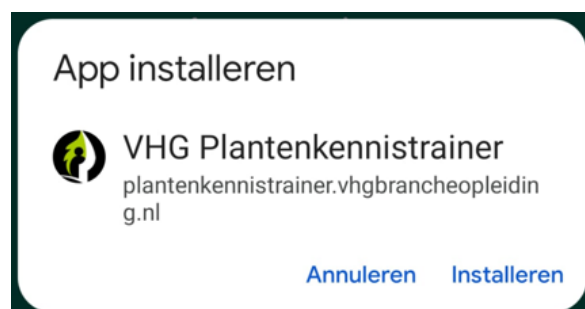 App installeren
VHG Plantenkennistrainer
plantenkennistrainer.vhgbrancheopleidin
g.nl
Annuleren Installeren